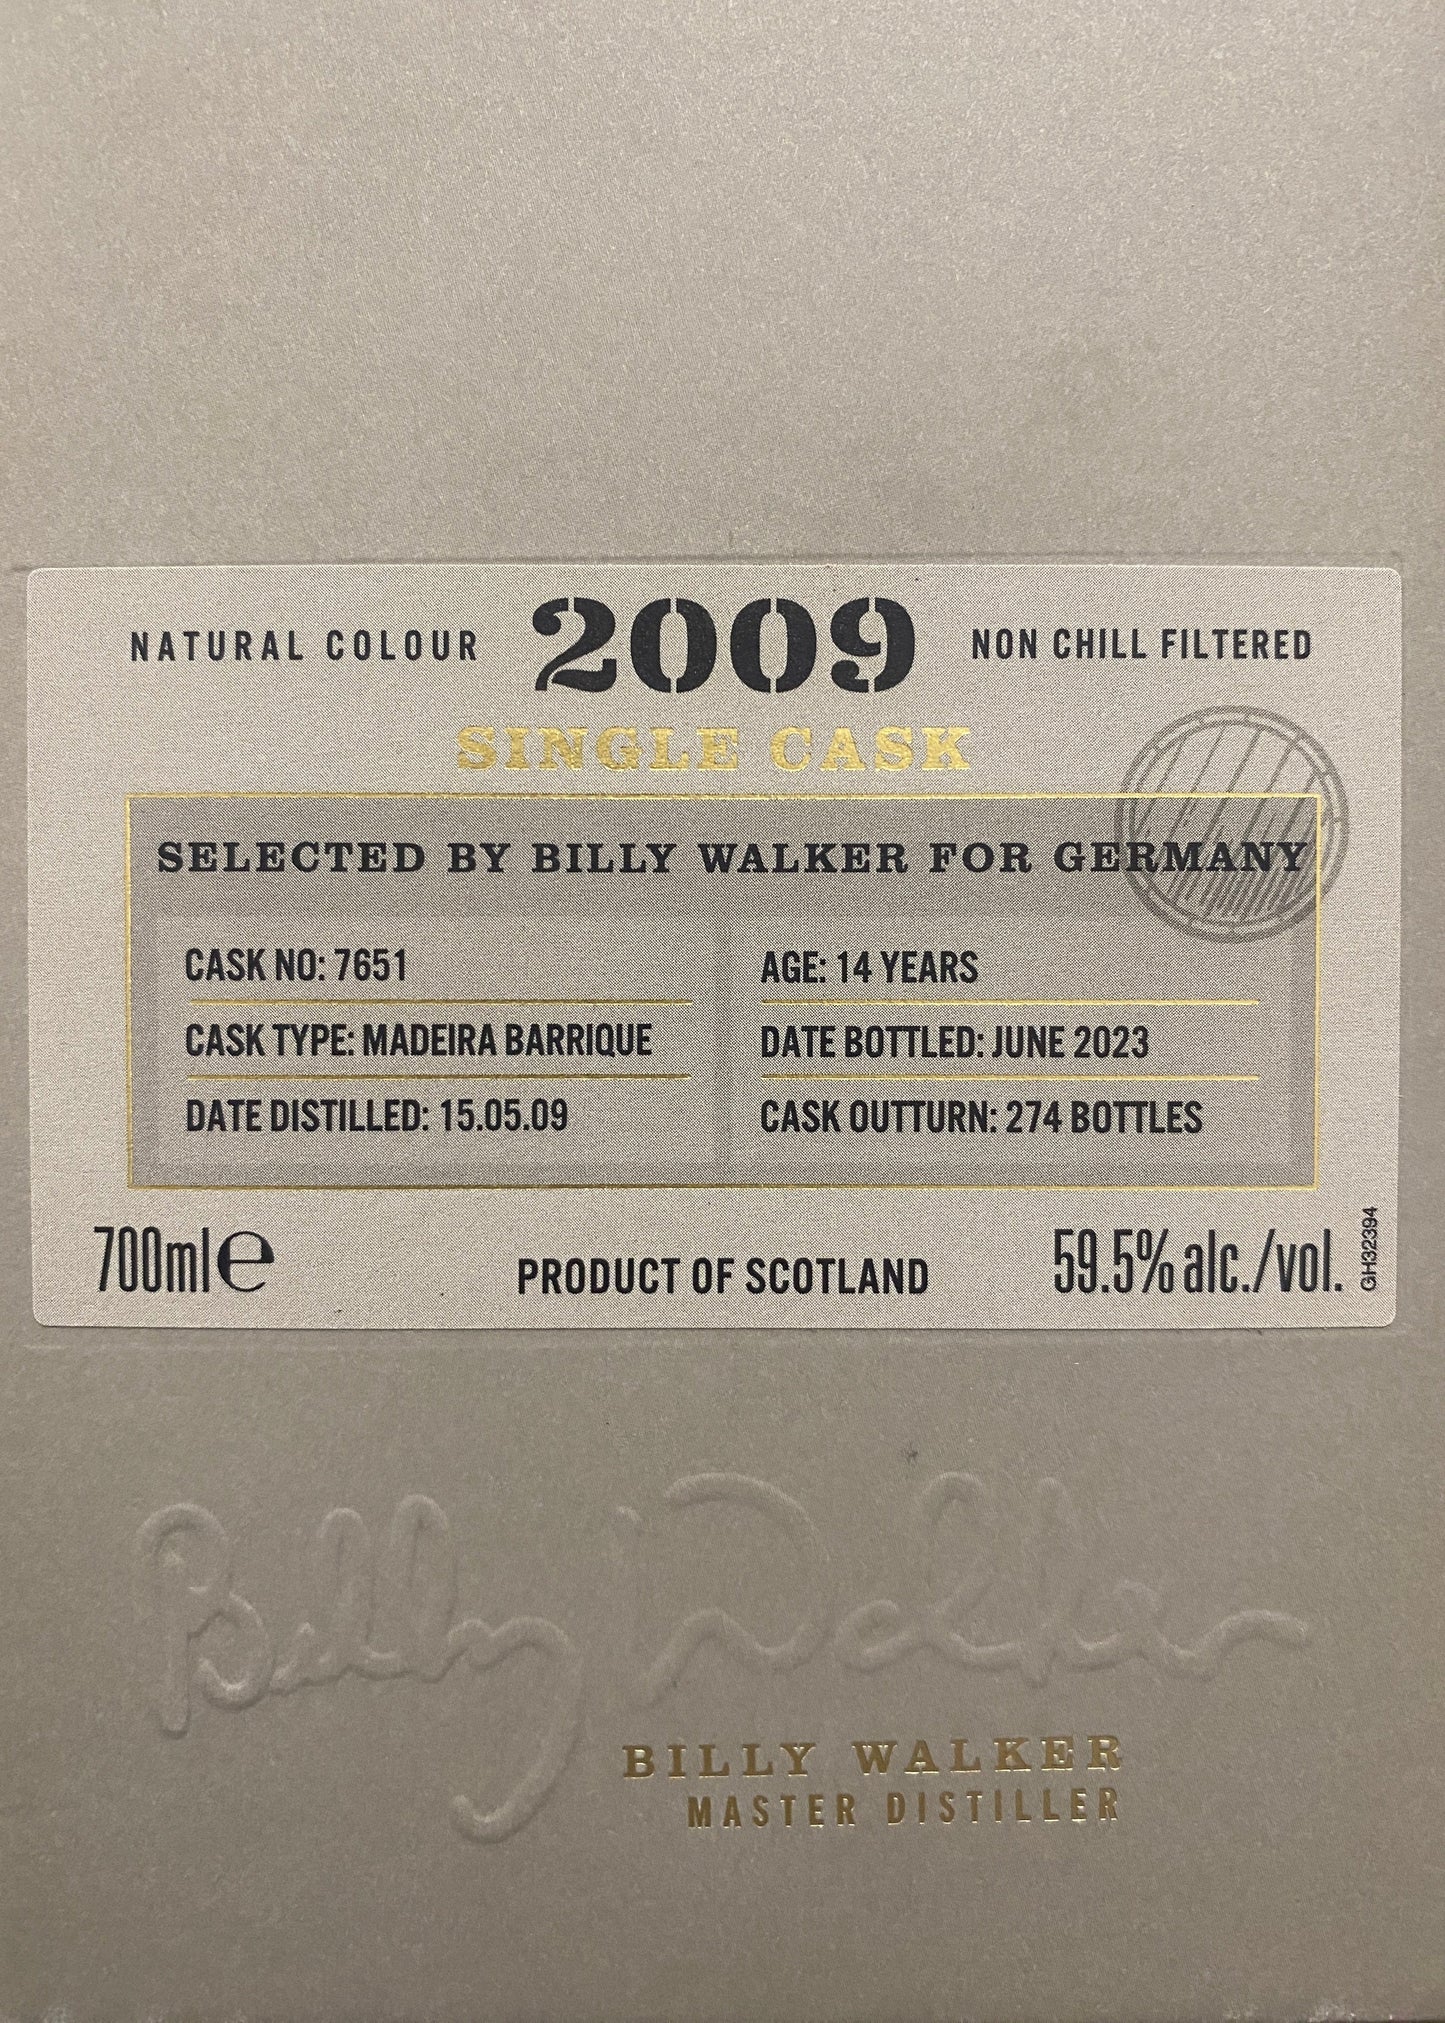 NATURAL COLOUR 2009 NON CHILL FILTERED
SINGLE CASK
SELECTED BY BILLY WALKER FOR GERMANY
CASK NO: 7651
CASK TYPE: MADEIRA BARRIQUE
DATE DISTILLED: 15.05.09
AGE: 14 YEARS
DATE BOTTLED: JUNE 2023
CASK OUTTURN: 274 BOTTLES
700ml e PRODUCT OF SCOTLAND 59.5% alc./vol.
GH32394
Billy Walker
BILLY WALKER
MASTER DISTILLER